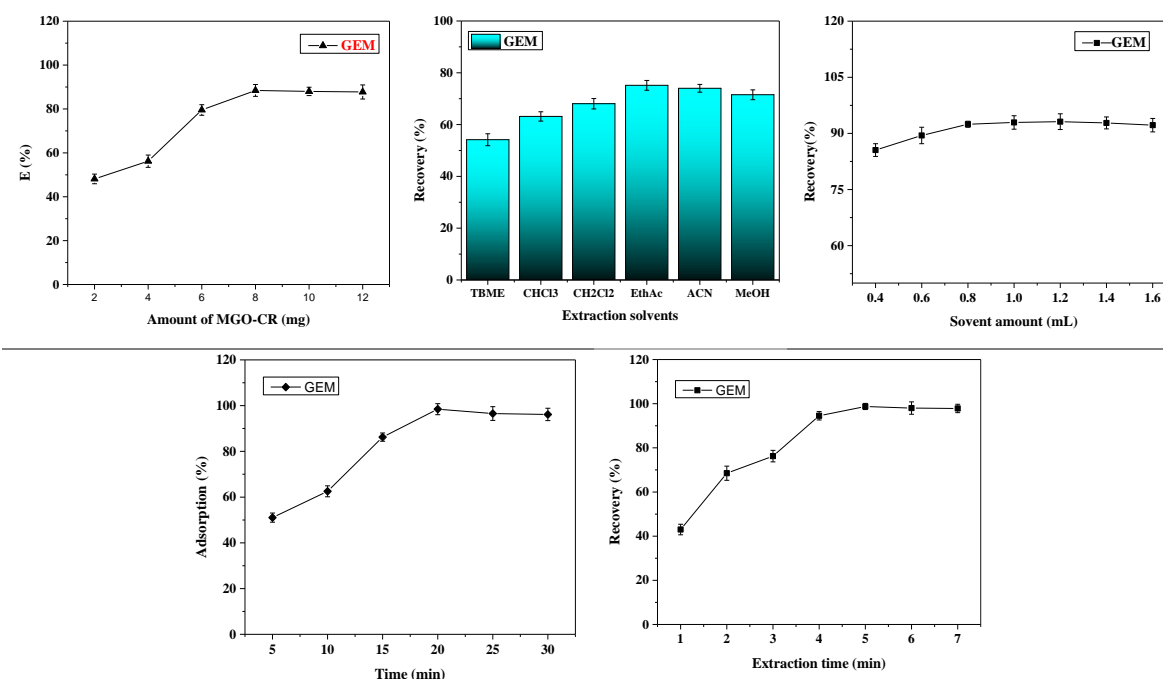 120
100
80
60
40
20
0
E (%)
GEM
2 4 6 8 10 12
Amount of MGO-CR (mg)
100
80
60
40
20
0
Recovery (%)
GEM
TBME CHCl3 CH2Cl2 EthAc ACN MeOH
Extraction solvents
120
105
90
75
60
Recovery(%)
GEM
0.4 0.6 0.8 1.0 1.2 1.4 1.6
Sovent amount (mL)
120
100
80
60
40
20
0
Adsorption (%)
GEM
5 10 15 20 25 30
Time (min)
120
100
80
60
40
20
0
Recovery (%)
GEM
1 2 3 4 5 6 7
Extraction time (min)